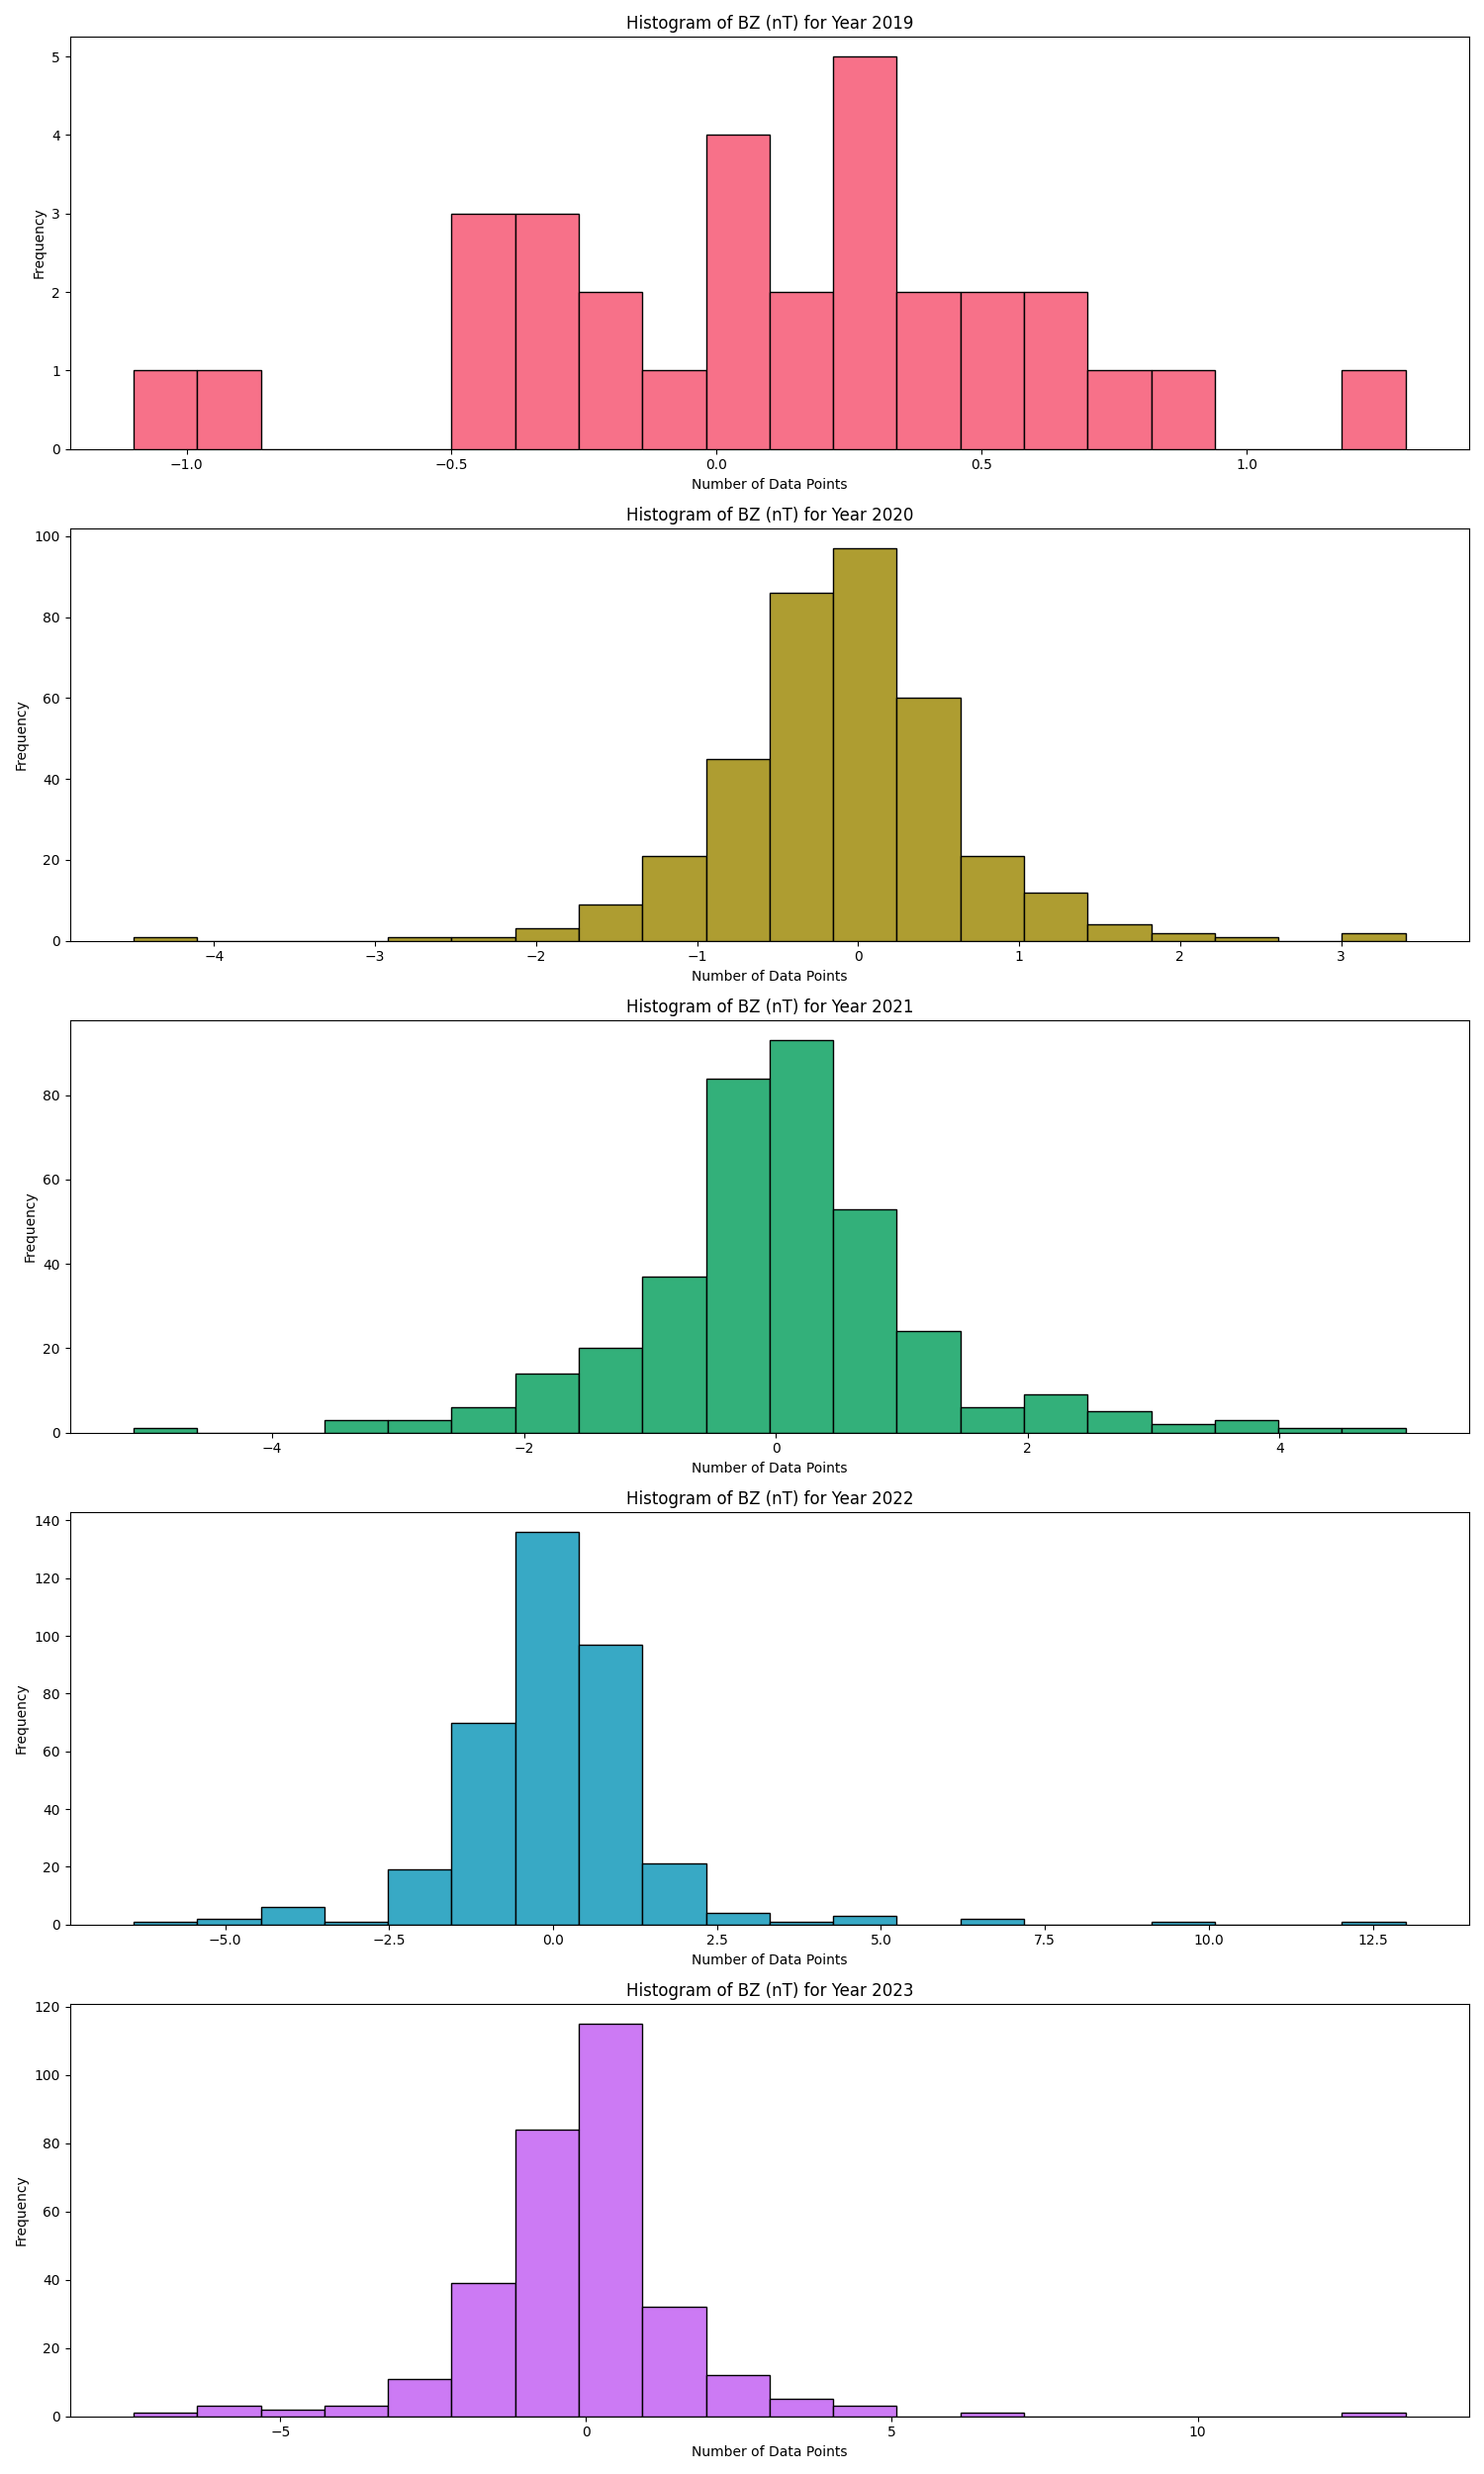 Histogram of BZ (nT) for Year 2019
5
4
3
2
1
0
Frequency
−1.0 −0.5 0.0 0.5 1.0
Number of Data Points
Histogram of BZ (nT) for Year 2020
100
80
60
40
20
0
Frequency
−4 −3 −2 −1 0 1 2 3
Number of Data Points
Histogram of BZ (nT) for Year 2021
80
60
40
20
0
Frequency
−4 −2 0 2 4
Number of Data Points
Histogram of BZ (nT) for Year 2022
140
120
100
80
60
40
20
0
Frequency
−5.0 −2.5 0.0 2.5 5.0 7.5 10.0 12.5
Number of Data Points
Histogram of BZ (nT) for Year 2023
120
100
80
60
40
20
0
Frequency
−5 0 5 10
Number of Data Points